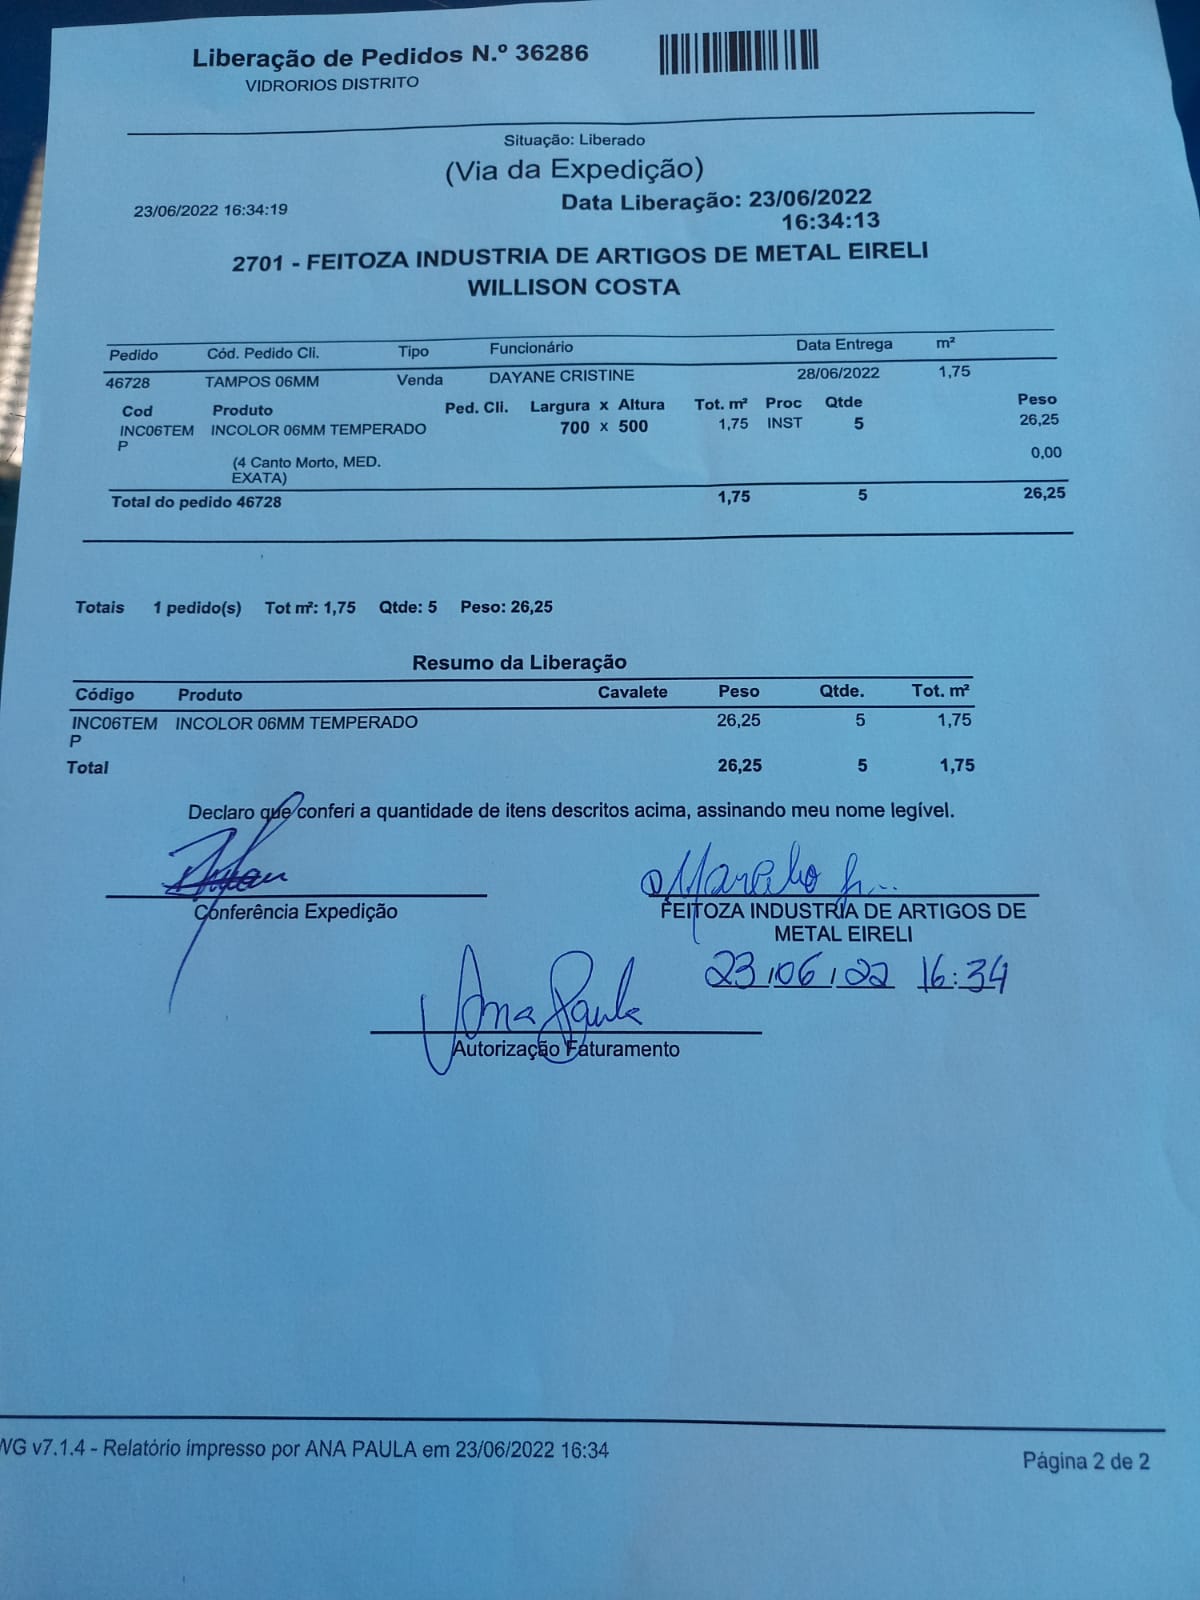 Liberação de Pedidos N.º 36286
VIDRORIOS DISTRITO
Situação: Liberado
(Via da Expedição)
23/06/2022 16:34:19 Data Liberação: 23/06/2022
16:34:13
2701 - FEITOZA INDUSTRIA DE ARTIGOS DE METAL EIRELI
WILLISON COSTA
Pedido Cód. Pedido Cli. Tipo Funcionário Data Entrega m²
46728 TAMPOS 06MM Venda DAYANE CRISTINE 28/06/2022 1,75
Cod Produto Ped. Cli. Largura x Altura Tot. m² Proc Qtde Peso
INC06TEM INCOLOR 06MM TEMPERADO 700 x 500 1,75 INST 5 26,25
P
(4 Canto Morto, MED. 0,00
EXATA)
Total do pedido 46728 1,75 5 26,25
Totais 1 pedido(s) Tot m²: 1,75 Qtde: 5 Peso: 26,25
Resumo da Liberação
Código Produto Cavalete Peso Qtde. Tot. m²
INC06TEM INCOLOR 06MM TEMPERADO 26,25 5 1,75
P
Total 26,25 5 1,75
Declaro que conferi a quantidade de itens descritos acima, assinando meu nome legível.
Conferência Expedição
FEITOZA INDUSTRIA DE ARTIGOS DE
METAL EIRELI
23/06/22 16:34
Ana Paula
Autorização Faturamento
WG v7.1.4 - Relatório impresso por ANA PAULA em 23/06/2022 16:34
Página 2 de 2